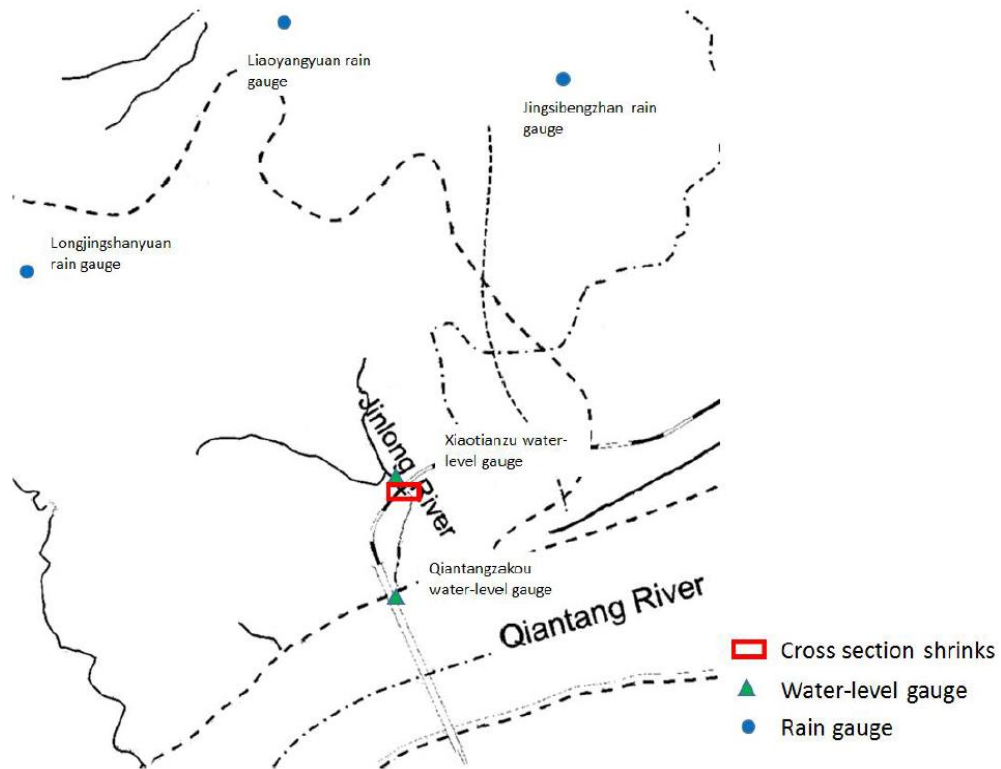 Liaoyangyuan rain
gauge
Jingsibengzhan rain
gauge
Longjingshanyuan
rain gauge
Jinlong River
Xiaotianzu water-
level gauge
Qiantangzakou
water-level gauge
Qiantang River
Cross section shrinks
Water-level gauge
Rain gauge